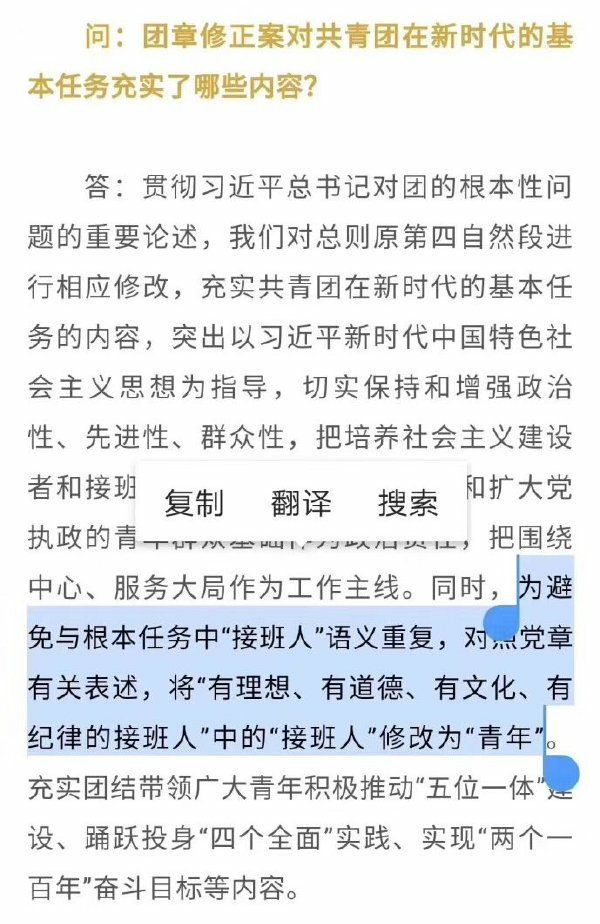 问：团章修正案对共青团在新时代的基
本任务充实了哪些内容？
答：贯彻习近平总书记对团的根本性问
题的重要论述，我们对总则原第四自然段进
行相应修改，充实共青团在新时代的基本任
务的内容，突出以习近平新时代中国特色社
会主义思想为指导，切实保持和增强政治
性、先进性、群众性，把培养社会主义建设
者和接班
复制 翻译 搜索
和扩大党
执政的青年群众基础作为政治责任，把围绕
中心、服务大局作为工作主线。同时，为避
免与根本任务中“接班人”语义重复，对照党章
有关表述，将“有理想、有道德、有文化、有
纪律的接班人”中的“接班人”修改为“青年”。
充实团结带领广大青年积极推动“五位一体”建
设、踊跃投身“四个全面”实践、实现“两个一
百年”奋斗目标等内容。